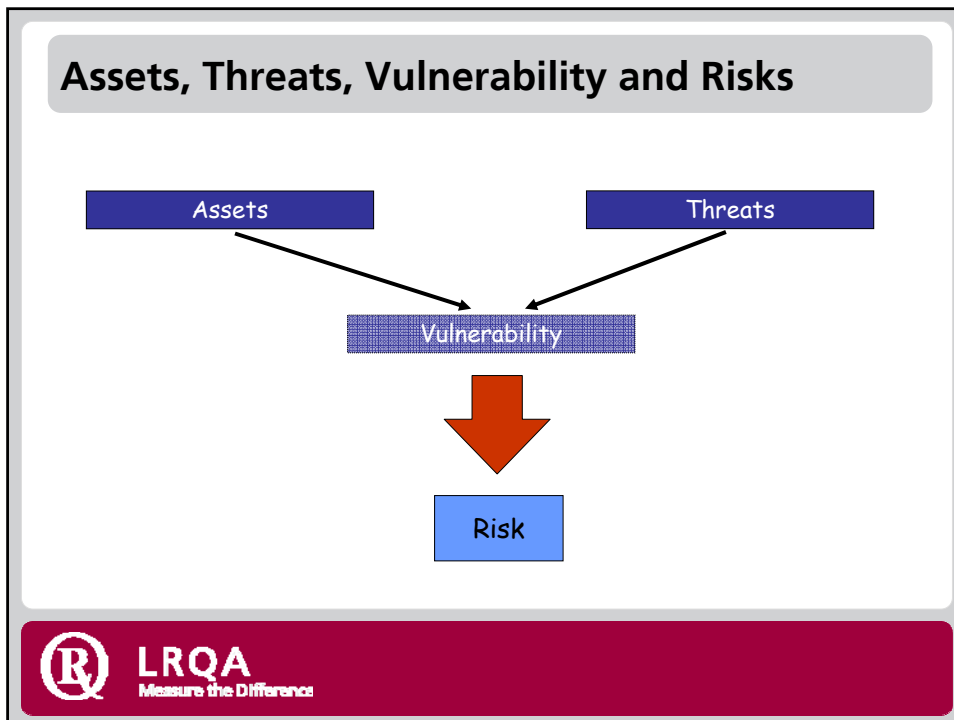 Assets, Threats, Vulnerability and Risks
Assets
Threats
Vulnerability
Risk
LRQA
Measure the Difference